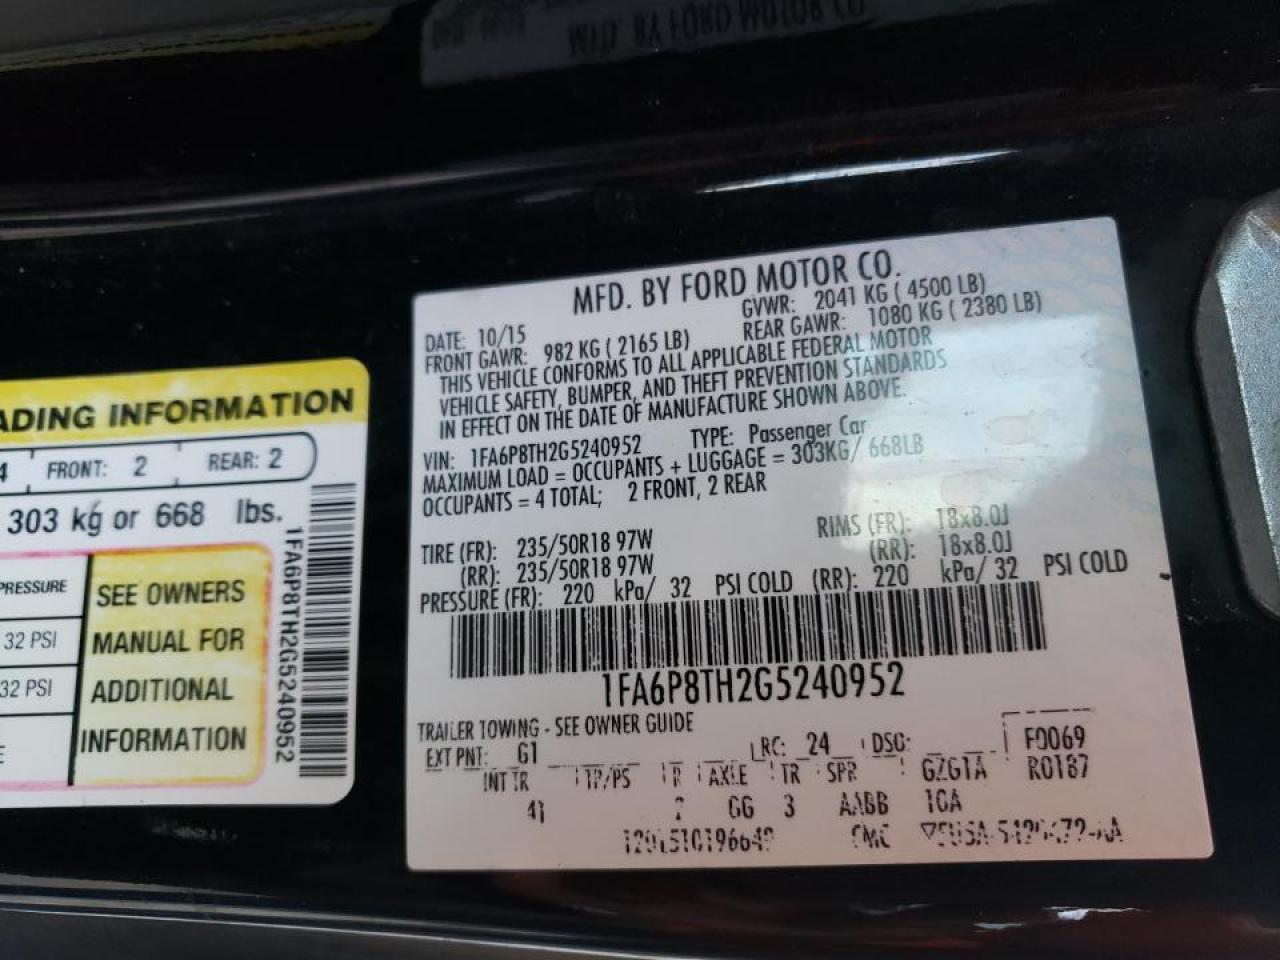 ADING INFORMATION
4 FRONT: 2 REAR: 2
303 kg or 668 lbs.
PRESSURE
32 PSI
32 PSI
SEE OWNERS
MANUAL FOR
ADDITIONAL
INFORMATION
1FA6P8TH2G5240952
MFD. BY FORD MOTOR CO.
DATE: 10/15 GVWR: 2041 KG ( 4500 LB)
FRONT GAWR: 982 KG ( 2165 LB) REAR GAWR: 1080 KG ( 2380 LB)
THIS VEHICLE CONFORMS TO ALL APPLICABLE FEDERAL MOTOR
VEHICLE SAFETY, BUMPER, AND THEFT PREVENTION STANDARDS
IN EFFECT ON THE DATE OF MANUFACTURE SHOWN ABOVE.
VIN: 1FA6P8TH2G5240952 TYPE: Passenger Car
MAXIMUM LOAD = OCCUPANTS + LUGGAGE = 303KG/ 668LB
OCCUPANTS = 4 TOTAL; 2 FRONT, 2 REAR
TIRE (FR): 235/50R18 97W RIMS (FR): 18x8.0J
(RR): 235/50R18 97W (RR): 18x8.0J
PRESSURE (FR): 220 kPa/ 32 PSI COLD (RR): 220 kPa/ 32 PSI COLD
1FA6P8TH2G5240952
TRAILER TOWING - SEE OWNER GUIDE
EXT PNT: G1 RC: 24 DSO: F0069
INT TR TP/PS R AXLE TR SPR R0187
41 GG 3 AABB